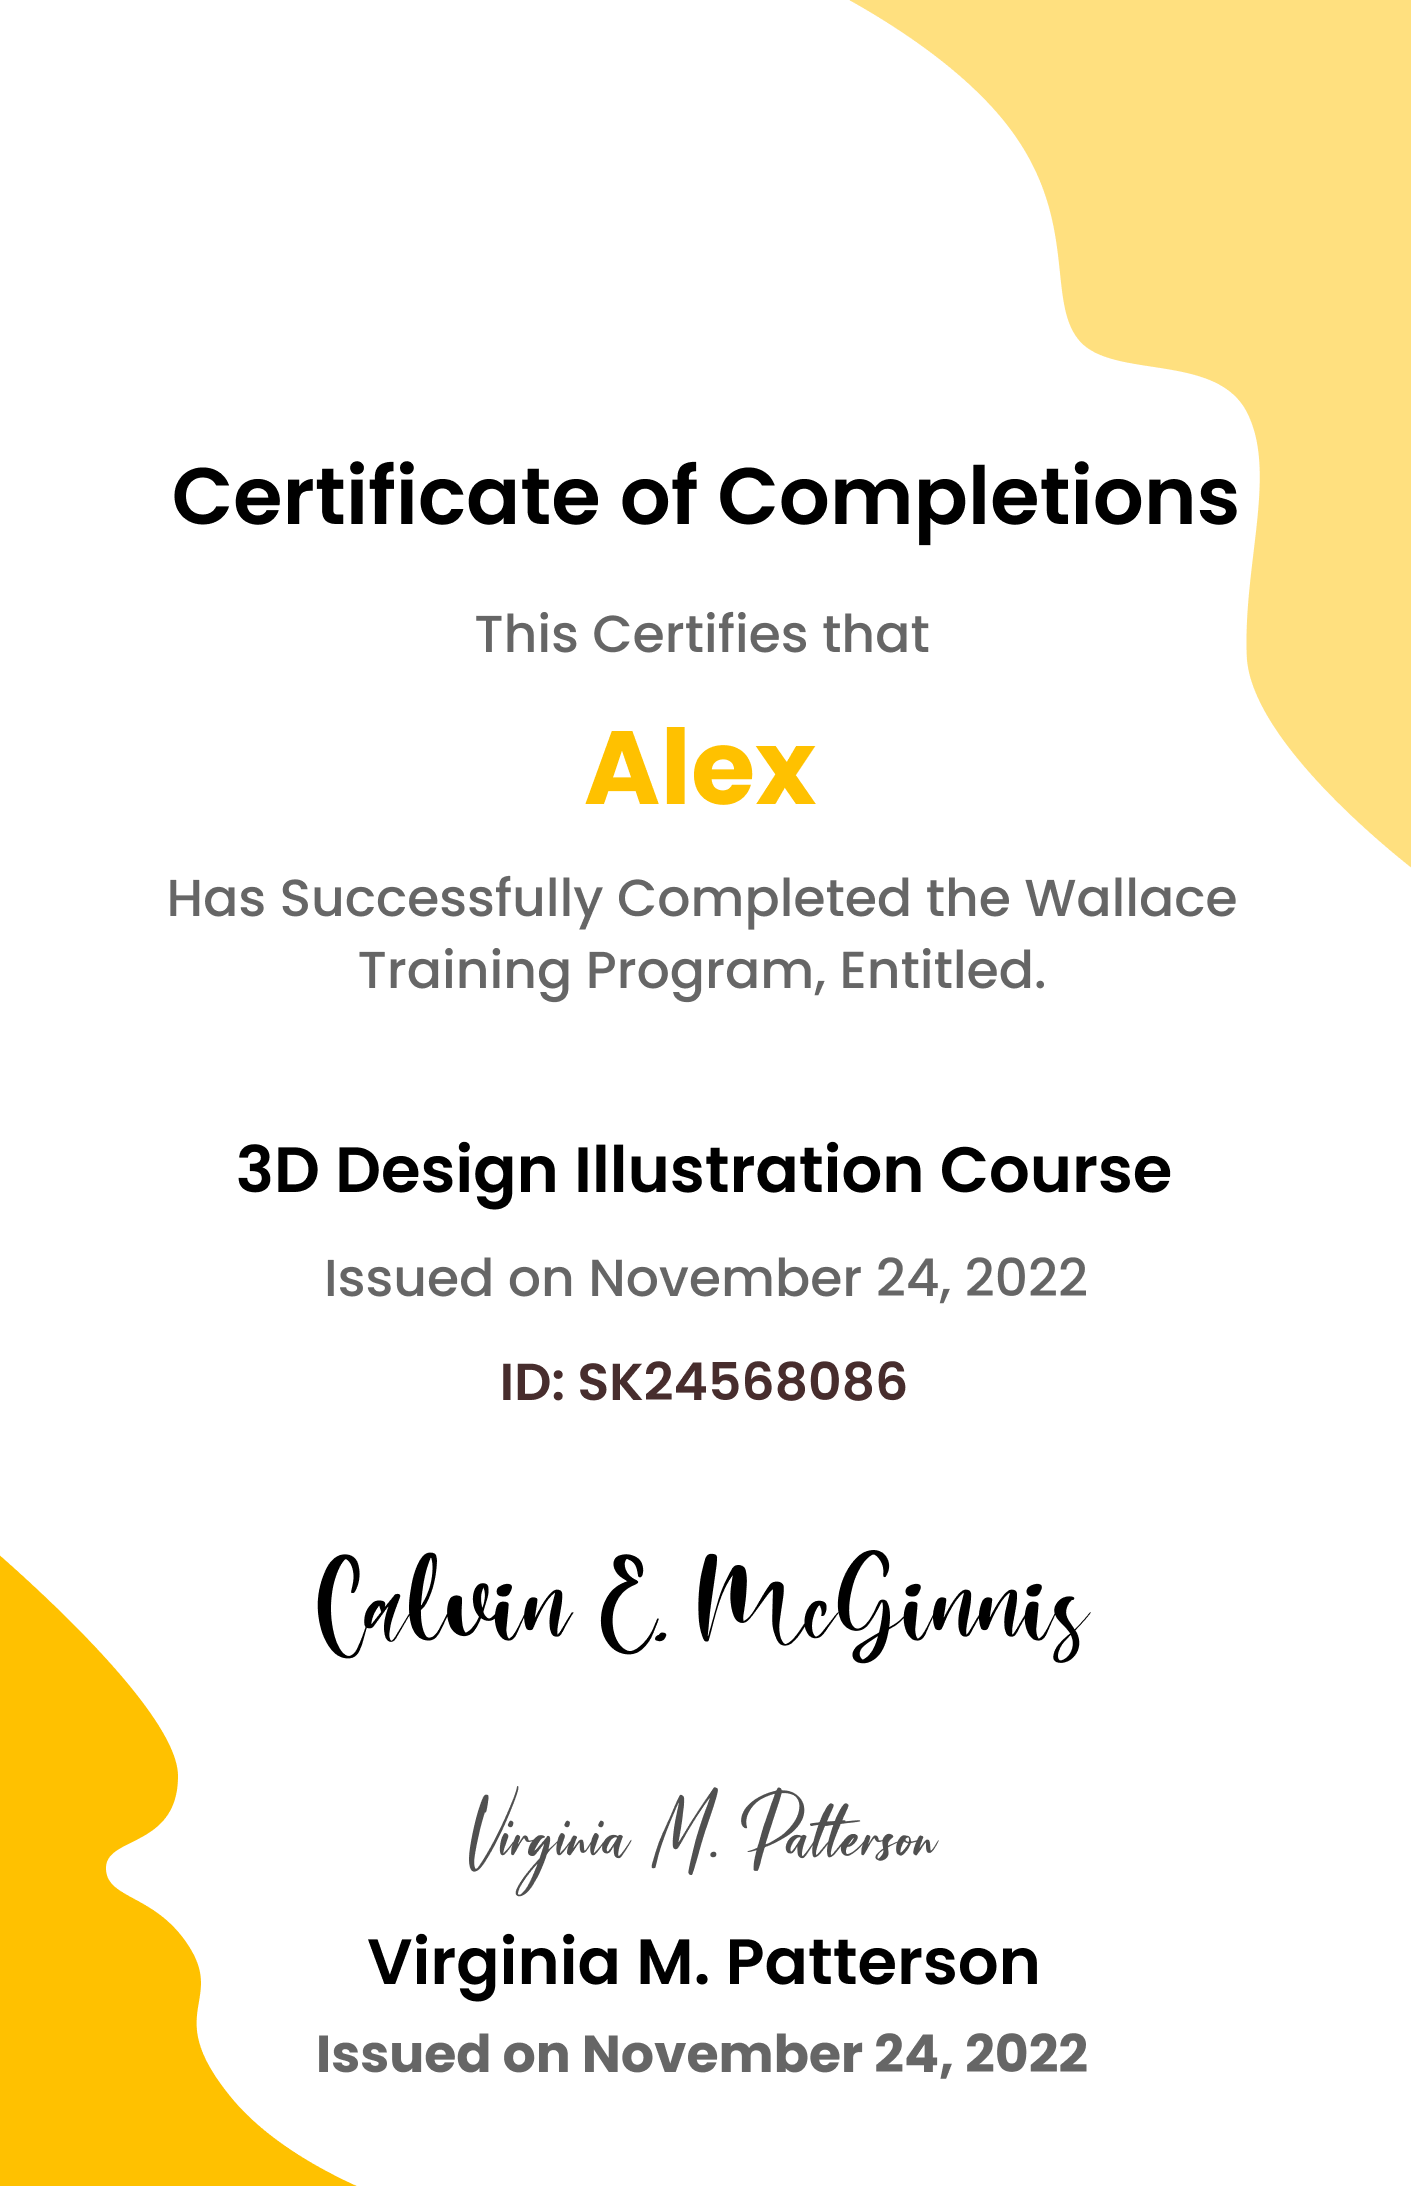 Certificate of Completions
This Certifies that
Alex
Has Successfully Completed the Wallace
Training Program, Entitled.
3D Design Illustration Course
Issued on November 24, 2022
ID: SK24568086
Calvin E. McGinnis
Virginia M. Patterson
Virginia M. Patterson
Issued on November 24, 2022